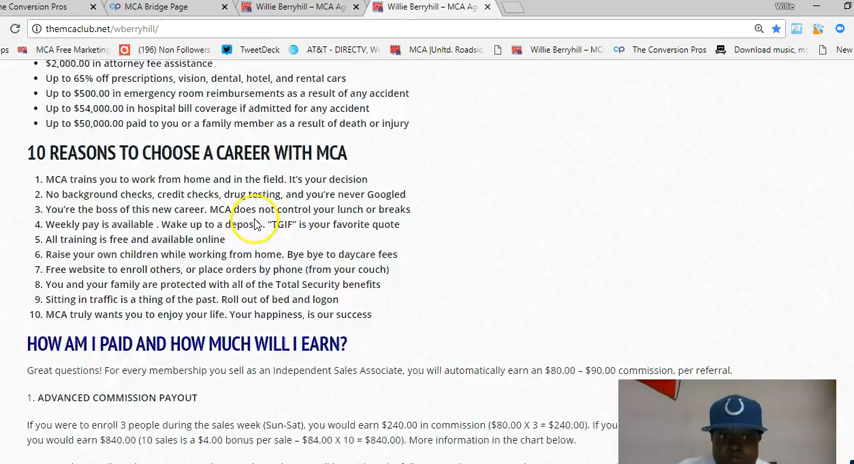 The Conversion Pros
MCA Bridge Page
Willie Berryhill – MCA Ag
Willie Berryhill – MCA Ag
Willie
themcaclub.net/wberryhill/
MCA Free Marketing
(196) Non Followers
TweetDeck
AT&T - DIRECTV, W
MCA |Unltd. Roadsid
Willie Berryhill – MC
The Conversion Pros
Download music, m
New
$2,000.00 in attorney fee assistance
Up to 65% off prescriptions, vision, dental, hotel, and rental cars
Up to $500.00 in emergency room reimbursements as a result of any accident
Up to $54,000.00 in hospital bill coverage if admitted for any accident
Up to $50,000.00 paid to you or a family member as a result of death or injury
10 REASONS TO CHOOSE A CAREER WITH MCA
1. MCA trains you to work from home and in the field. It's your decision
2. No background checks, credit checks, drug testing, and you're never Googled
3. You're the boss of this new career. MCA does not control your lunch or breaks
4. Weekly pay is available . Wake up to a deposit. "TGIF" is your favorite quote
5. All training is free and available online
6. Raise your own children while working from home. Bye bye to daycare fees
7. Free website to enroll others, or place orders by phone (from your couch)
8. You and your family are protected with all of the Total Security benefits
9. Sitting in traffic is a thing of the past. Roll out of bed and logon
10. MCA truly wants you to enjoy your life. Your happiness, is our success
HOW AM I PAID AND HOW MUCH WILL I EARN?
Great questions! For every membership you sell as an Independent Sales Associate, you will automatically earn an $80.00 – $90.00 commission. per referral.
1. ADVANCED COMMISSION PAYOUT
If you were to enroll 3 people during the sales week (Sun-Sat), you would earn $240.00 in commission ($80.00 X 3 = $240.00). If you
you would earn $840.00 (10 sales is a $4.00 bonus per sale – $84.00 X 10 = $840.00). More information in the chart below.